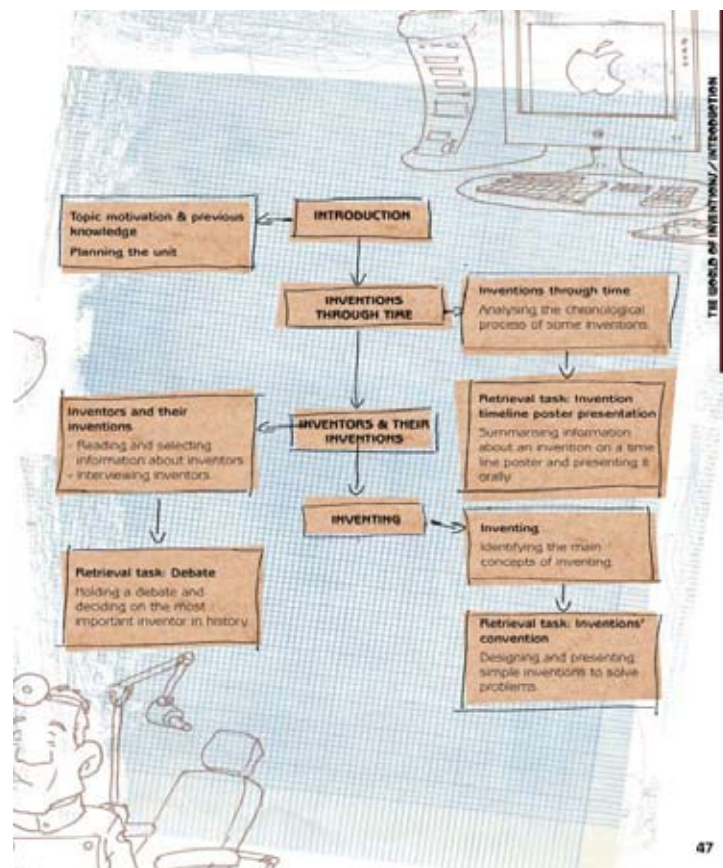 THE WORLD OF INVENTIONS / INTRODUCTION
Topic motivation & previous
knowledge
Planning the unit
INTRODUCTION
INVENTIONS
THROUGH TIME
Inventions through time
Analysing the chronological
process of some inventions
Retrieval task: Invention
timeline poster presentation
Summarising information
about an invention on a time
line poster and presenting it
orally
INVENTORS & THEIR
INVENTIONS
Inventors and their
inventions
- Reading and selecting
information about inventors
- Interviewing inventors
Retrieval task: Debate
Holding a debate and
deciding on the most
important inventor in history.
INVENTING
Inventing
Identifying the main
concepts of inventing
Retrieval task: Inventions'
convention
Designing and presenting
simple inventions to solve
problems
47